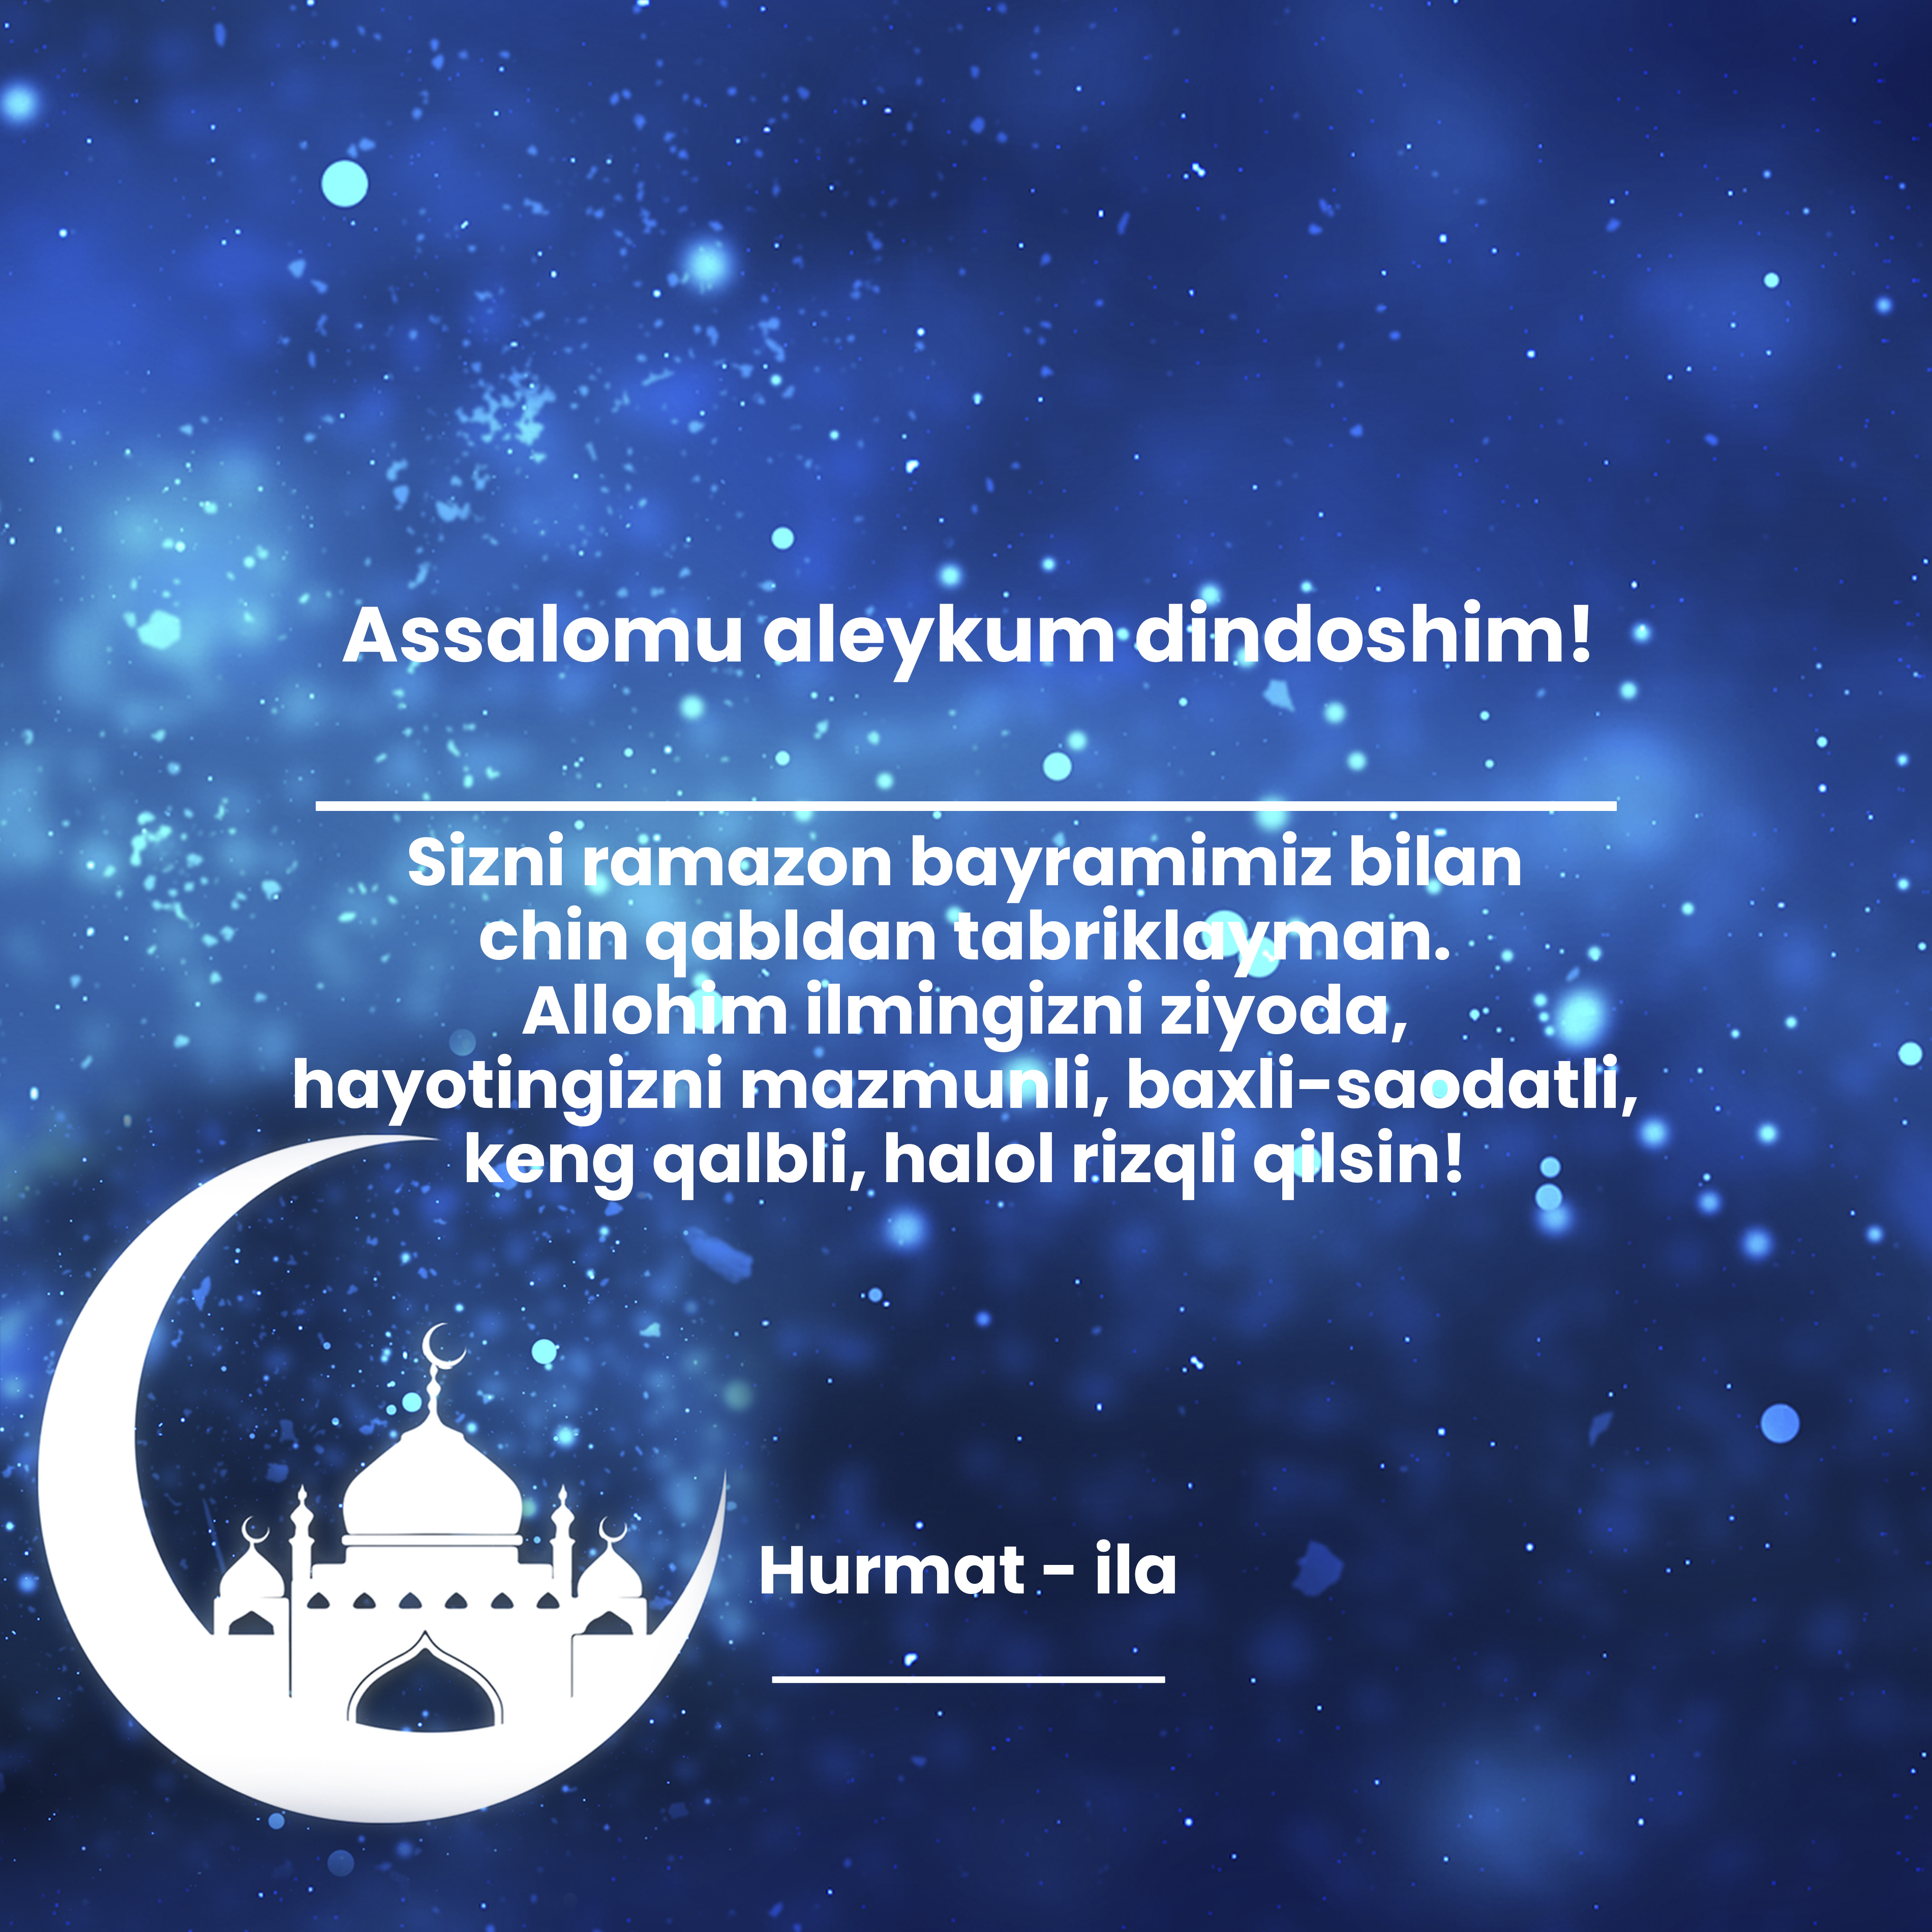 Assalomu aleykum dindoshim!
Sizni ramazon bayramimiz bilan
chin qabldan tabriklayman.
Allohim ilmingizni ziyoda,
hayotingizni mazmunli, baxli-saodatli,
keng qalbli, halol rizqli qilsin!
Hurmat - ila